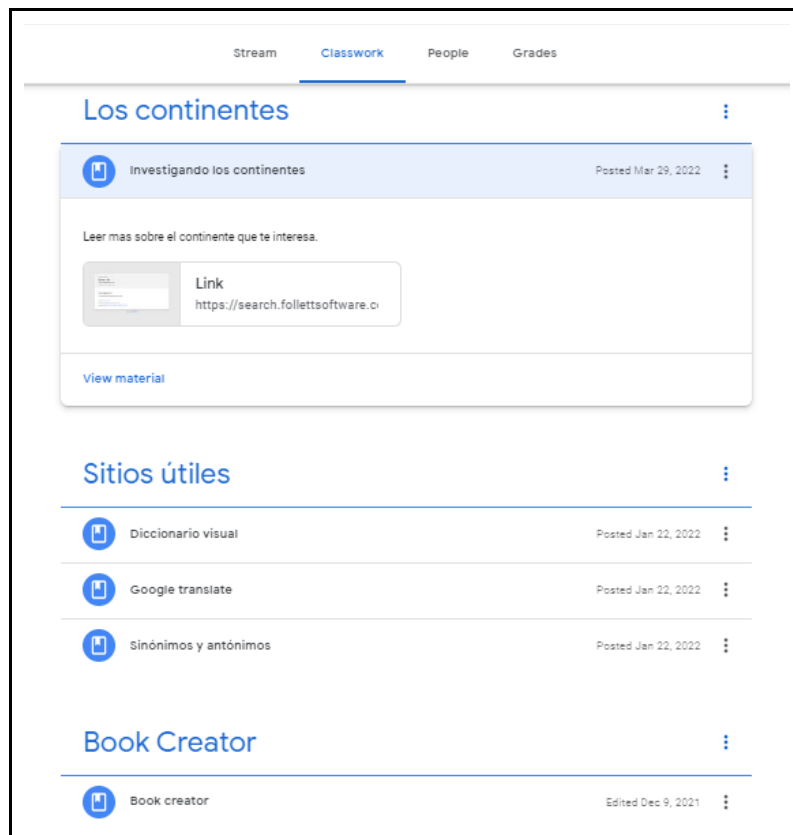 Stream Classwork People Grades
Los continentes
Investigando los continentes Posted Mar 29, 2022
Leer mas sobre el continente que te interesa.
Link
https://search.follettsoftware.c
View material
Sitios útiles
Diccionario visual Posted Jan 22, 2022
Google translate Posted Jan 22, 2022
Sinónimos y antónimos Posted Jan 22, 2022
Book Creator
Book creator Edited Dec 9, 2021